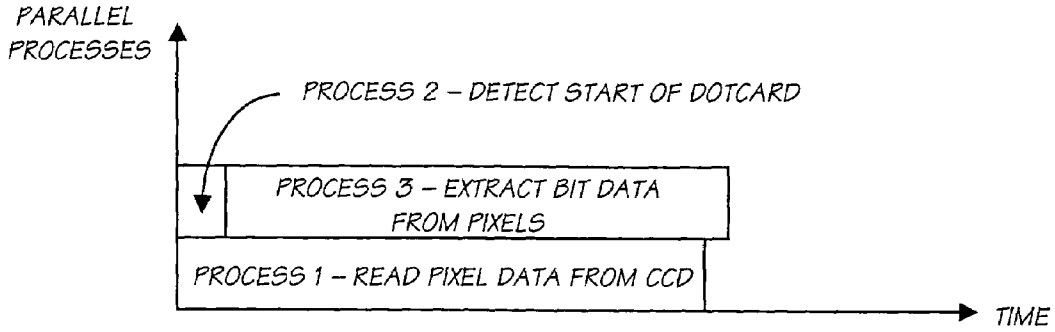 PARALLEL
PROCESSES
PROCESS 2 – DETECT START OF DOTCARD
PROCESS 3 – EXTRACT BIT DATA
FROM PIXELS
PROCESS 1 – READ PIXEL DATA FROM CCD
TIME